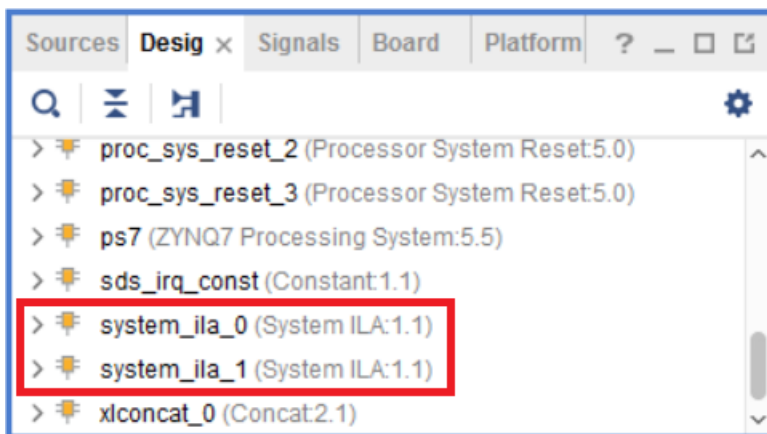 Sources Desig × Signals Board Platform ?
proc_sys_reset_2 (Processor System Reset:5.0)
proc_sys_reset_3 (Processor System Reset:5.0)
ps7 (ZYNQ7 Processing System:5.5)
sds_irq_const (Constant:1.1)
system_ila_0 (System ILA:1.1)
system_ila_1 (System ILA:1.1)
xlconcat_0 (Concat:2.1)